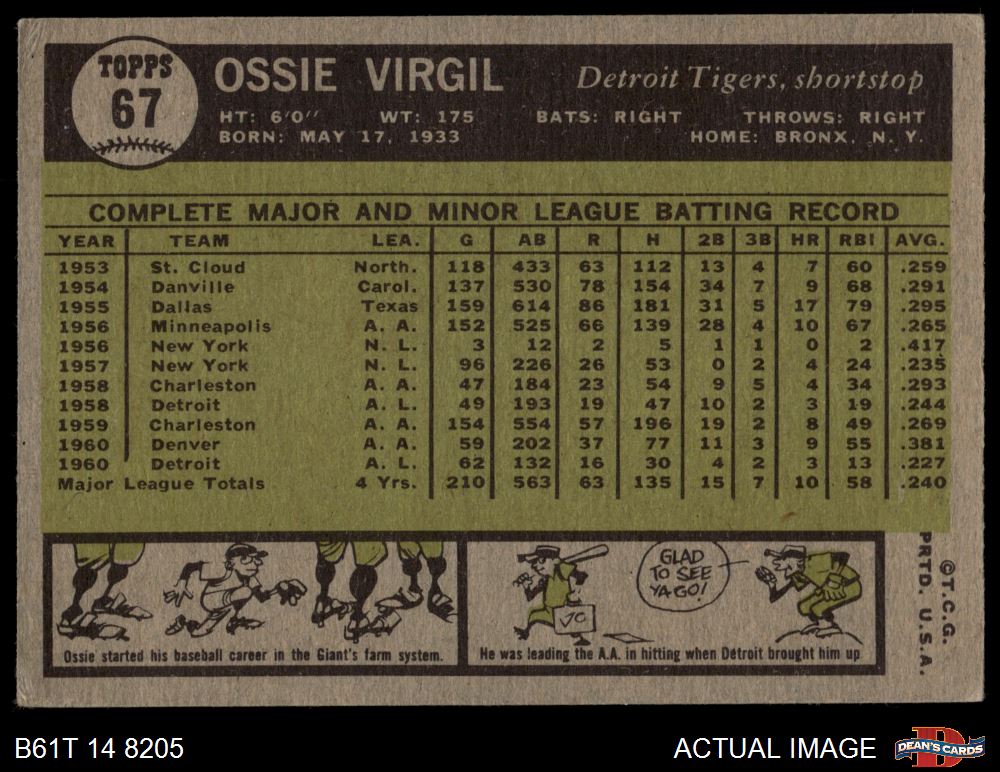 TOPPS
67
OSSIE VIRGIL
Detroit Tigers, shortstop
HT: 6'0" WT: 175 BATS: RIGHT THROWS: RIGHT
BORN: MAY 17, 1933 HOME: BRONX, N. Y.
COMPLETE MAJOR AND MINOR LEAGUE BATTING RECORD
YEAR TEAM LEA. G AB R H 2B 3B HR RBI AVG.
1953 St. Cloud North. 118 433 63 112 13 4 7 60 .259
1954 Danville Carol. 137 530 78 154 34 7 9 68 .291
1955 Dallas Texas 159 614 86 181 31 5 17 79 .295
1956 Minneapolis A. A. 152 525 66 139 28 4 10 67 .265
1956 New York N. L. 3 12 2 5 1 1 0 2 .417
1957 New York N. L. 96 226 26 53 0 2 4 24 .235
1958 Charleston A. A. 47 184 23 54 9 5 4 34 .293
1958 Detroit A. L. 49 193 19 47 10 2 3 19 .244
1959 Charleston A. A. 154 554 57 196 19 2 8 49 .269
1960 Denver A. A. 59 202 37 77 11 3 9 55 .381
1960 Detroit A. L. 62 132 16 30 4 2 3 13 .227
Major League Totals 4 Yrs. 210 563 63 135 15 7 10 58 .240
Ossie started his baseball career in the Giant's farm system.
GLAD
TO SEE
YA GO!
VO
He was leading the A.A. in hitting when Detroit brought him up
©T.C.G.
PRTD. U.S.A.
B61T 14 8205
ACTUAL IMAGE
D
DEAN'S CARDS